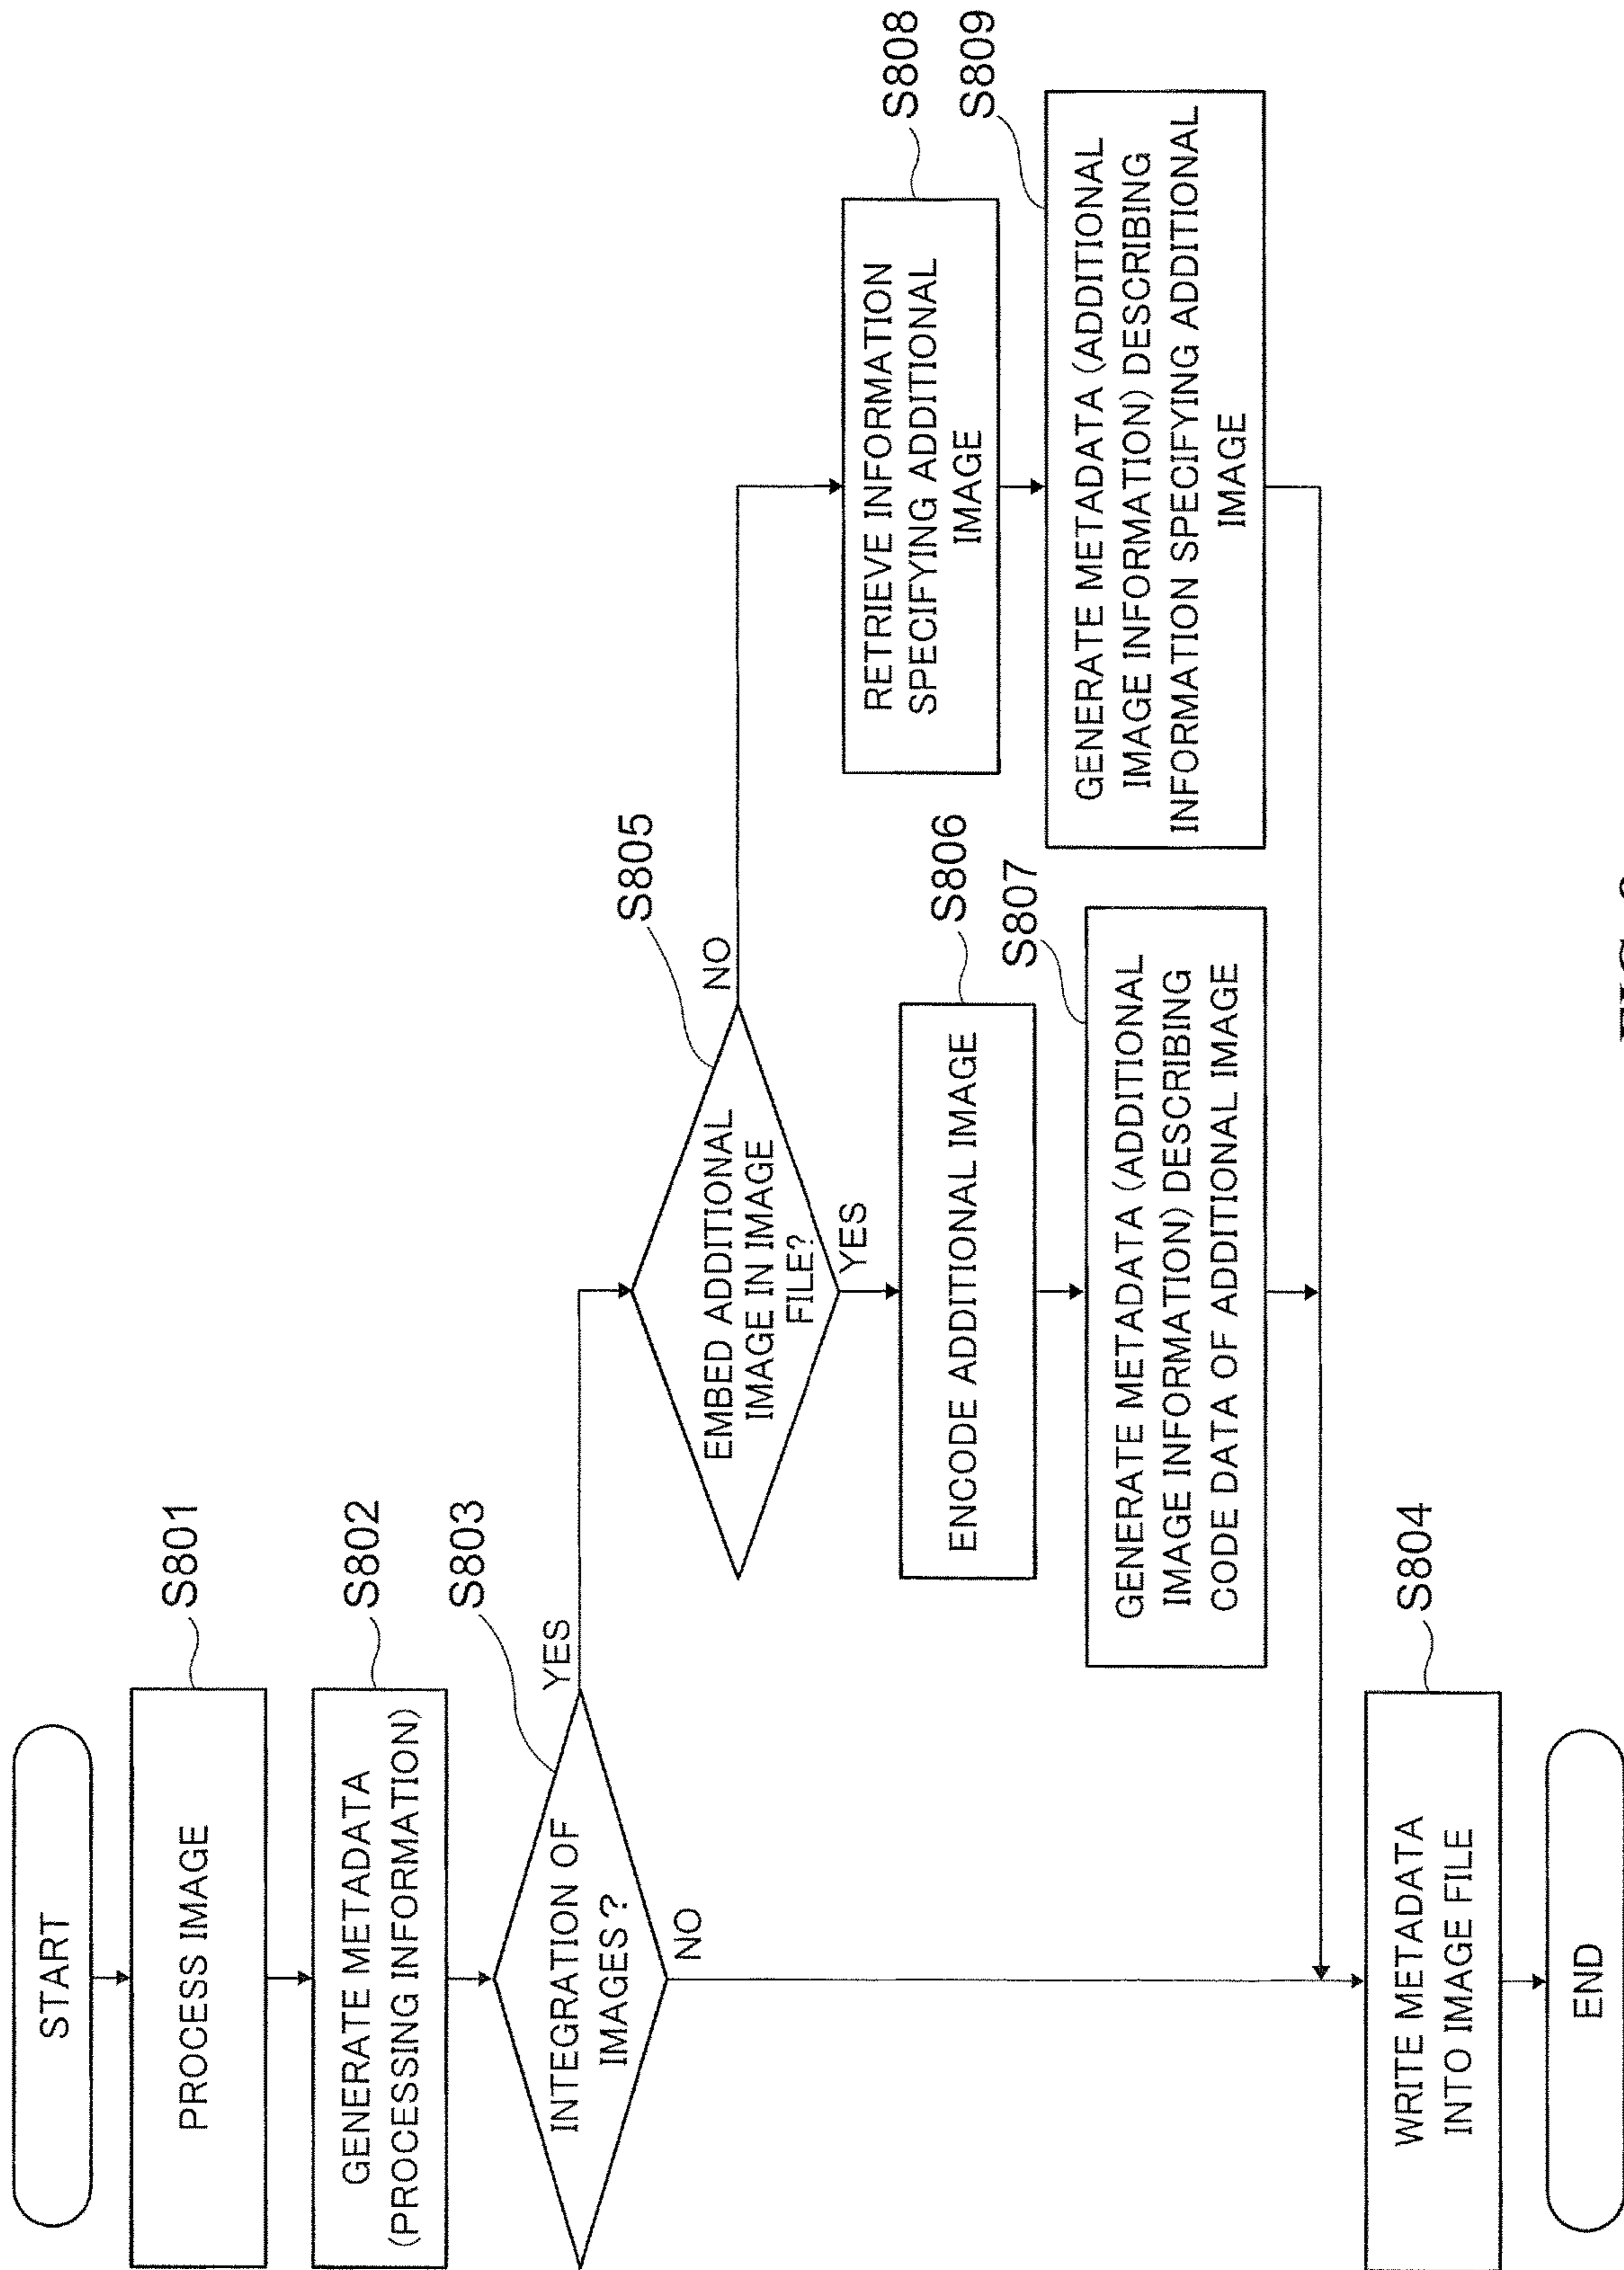 START
PROCESS IMAGE
S801
GENERATE METADATA
(PROCESSING INFORMATION)
S802
INTEGRATION OF
IMAGES?
S803
YES
NO
EMBED ADDITIONAL
IMAGE IN IMAGE
FILE?
S805
NO
YES
ENCODE ADDITIONAL IMAGE
S806
GENERATE METADATA (ADDITIONAL
IMAGE INFORMATION) DESCRIBING
CODE DATA OF ADDITIONAL IMAGE
S807
RETRIEVE INFORMATION
SPECIFYING ADDITIONAL
IMAGE
S808
GENERATE METADATA (ADDITIONAL
IMAGE INFORMATION) DESCRIBING
INFORMATION SPECIFYING ADDITIONAL
IMAGE
S809
WRITE METADATA
INTO IMAGE FILE
S804
END